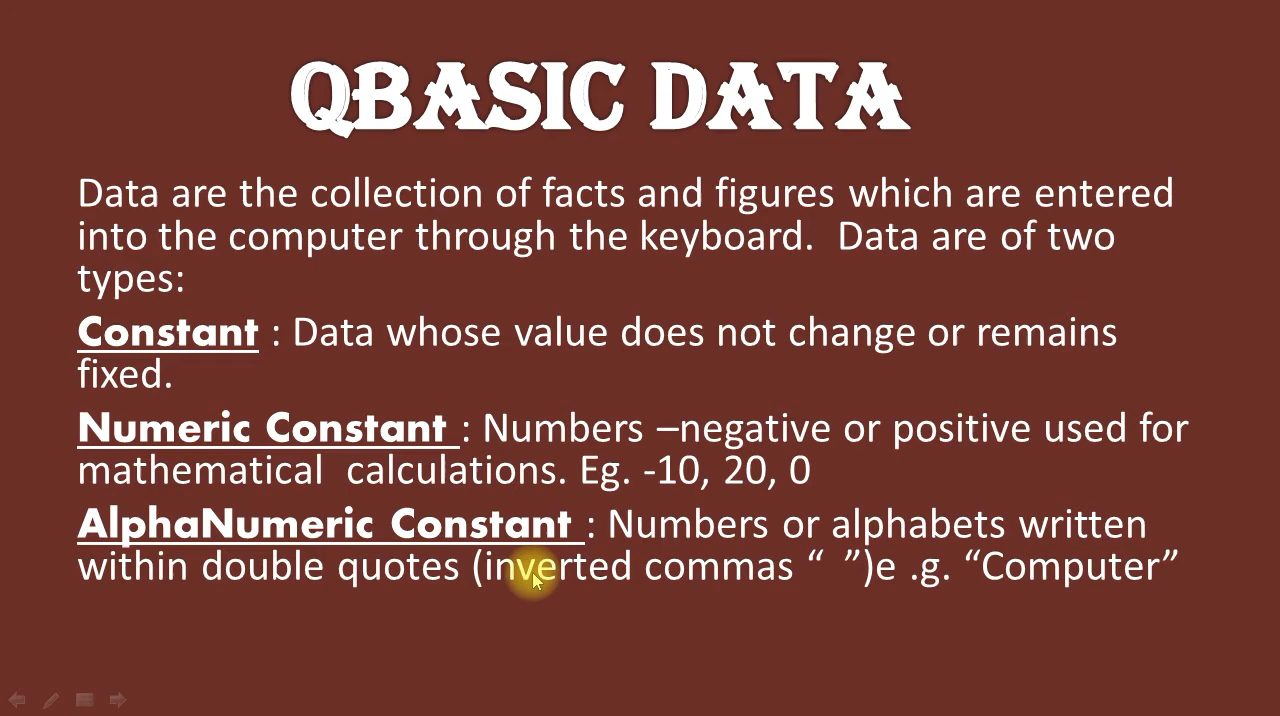 QBASIC DATA
Data are the collection of facts and figures which are entered
into the computer through the keyboard.  Data are of two
types:
Constant : Data whose value does not change or remains
fixed.
Numeric Constant : Numbers –negative or positive used for
mathematical  calculations. Eg. -10, 20, 0
AlphaNumeric Constant : Numbers or alphabets written
within double quotes (inverted commas “  ”)e .g. “Computer”